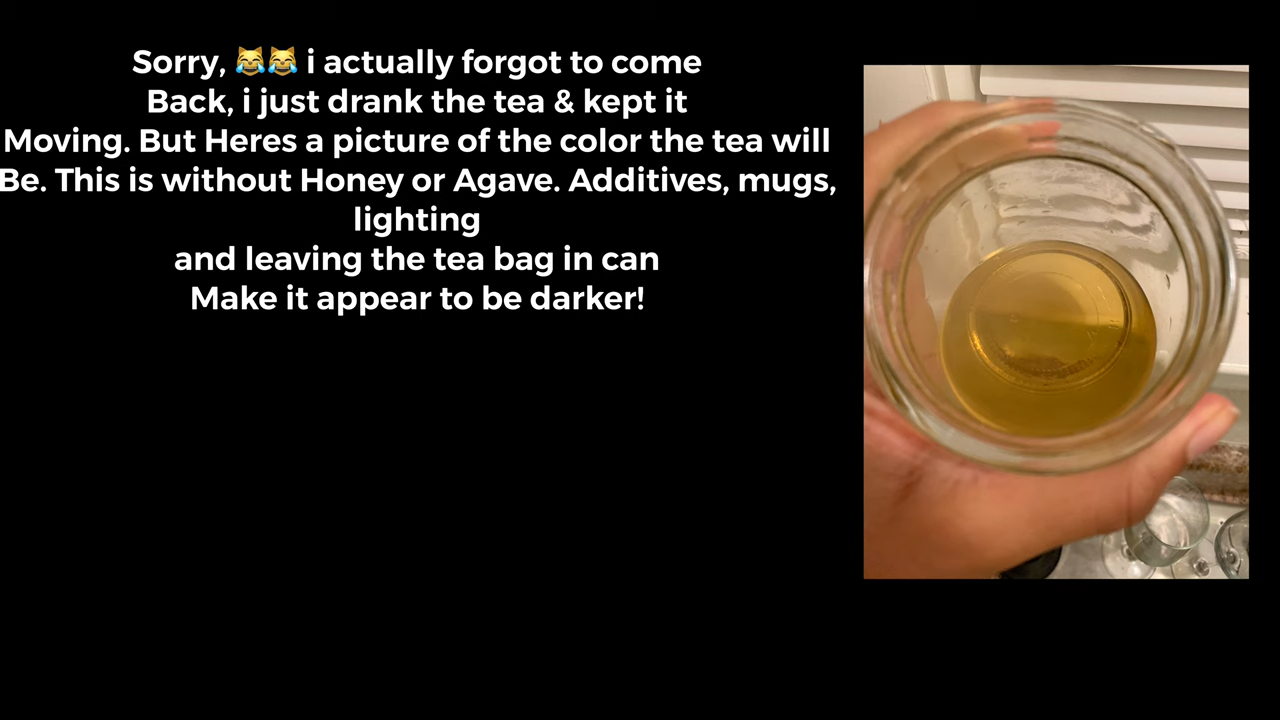 Sorry, 😹😹 i actually forgot to come
Back, i just drank the tea & kept it
Moving. But Heres a picture of the color the tea will
Be. This is without Honey or Agave. Additives, mugs,
lighting
and leaving the tea bag in can
Make it appear to be darker!